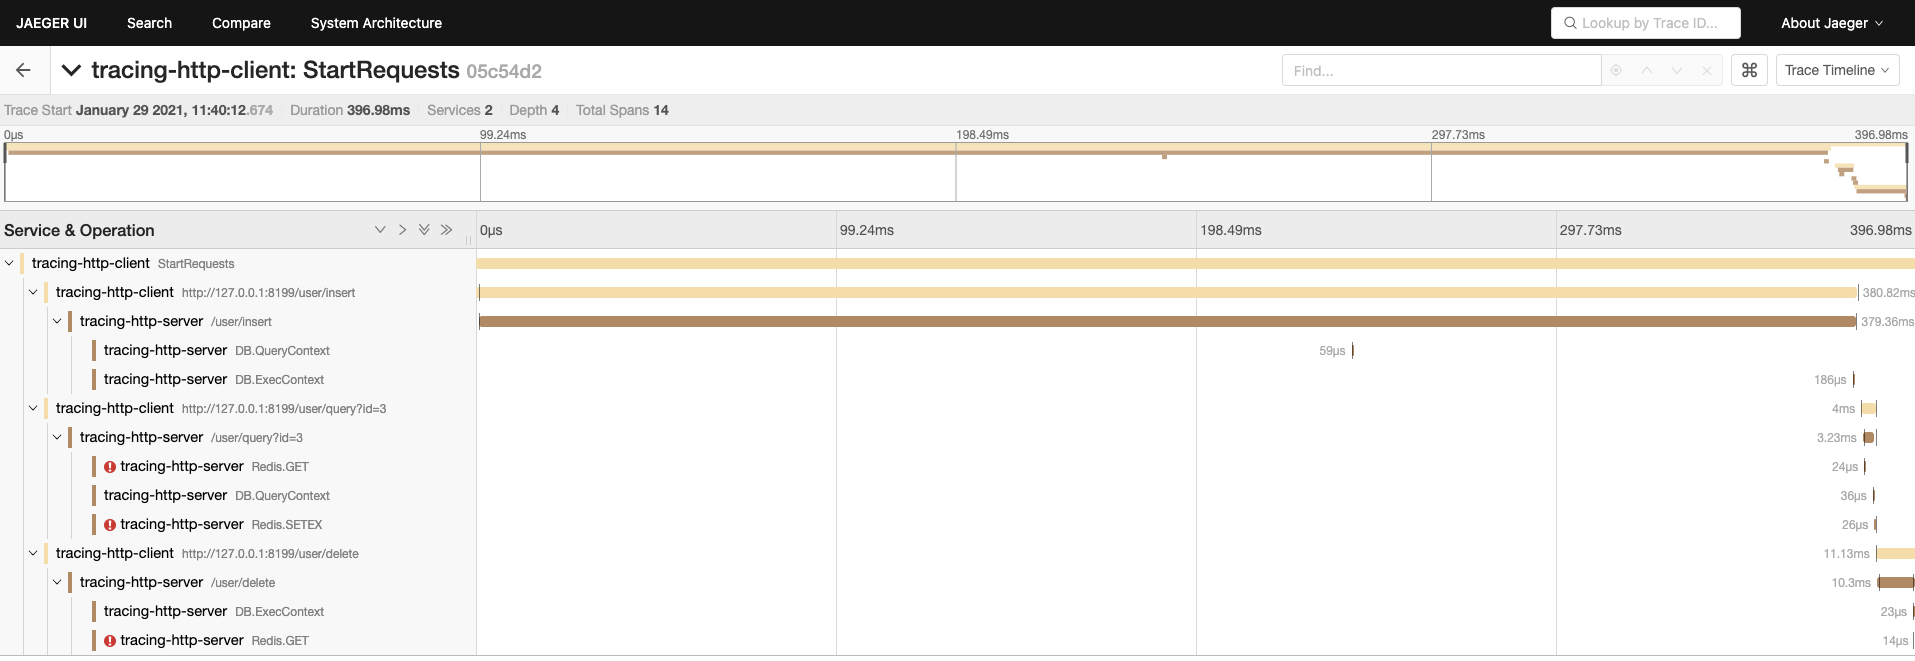 JAEGER UI Search Compare System Architecture Lookup by Trace ID... About Jaeger
tracing-http-client: StartRequests 05c54d2 Find... Trace Timeline
Trace Start January 29 2021, 11:40:12.674 Duration 396.98ms Services 2 Depth 4 Total Spans 14
0μs 99.24ms 198.49ms 297.73ms 396.98ms
Service & Operation 0μs 99.24ms 198.49ms 297.73ms 396.98ms
tracing-http-client StartRequests
tracing-http-client http://127.0.0.1:8199/user/insert 380.82ms
tracing-http-server /user/insert 379.36ms
tracing-http-server DB.QueryContext 59μs
tracing-http-server DB.ExecContext 186μs
tracing-http-client http://127.0.0.1:8199/user/query?id=3 4ms
tracing-http-server /user/query?id=3 3.23ms
tracing-http-server Redis.GET 24μs
tracing-http-server DB.QueryContext 36μs
tracing-http-server Redis.SETEX 26μs
tracing-http-client http://127.0.0.1:8199/user/delete 11.13ms
tracing-http-server /user/delete 10.3ms
tracing-http-server DB.ExecContext 23μs
tracing-http-server Redis.GET 14μs